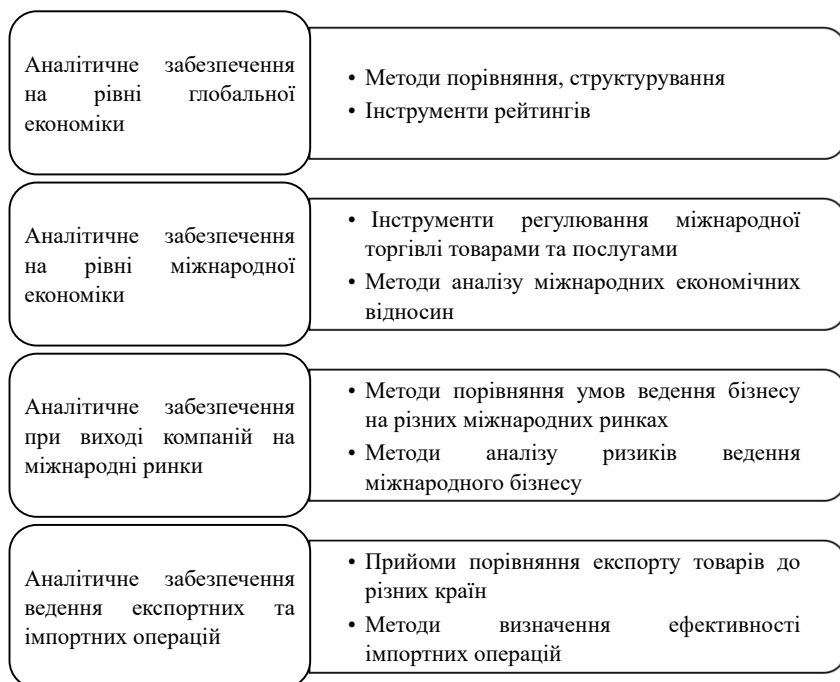 Аналітичне забезпечення
на рівні глобальної
економіки
• Методи порівняння, структурування
• Інструменти рейтингів
Аналітичне забезпечення
на рівні міжнародної
економіки
• Інструменти регулювання міжнародної
торгівлі товарами та послугами
• Методи аналізу міжнародних економічних
відносин
Аналітичне забезпечення
при виході компаній на
міжнародні ринки
• Методи порівняння умов ведення бізнесу
на різних міжнародних ринках
• Методи аналізу ризиків ведення
міжнародного бізнесу
Аналітичне забезпечення
ведення експортних та
імпортних операцій
• Прийоми порівняння експорту товарів до
різних країн
• Методи визначення ефективності
імпортних операцій